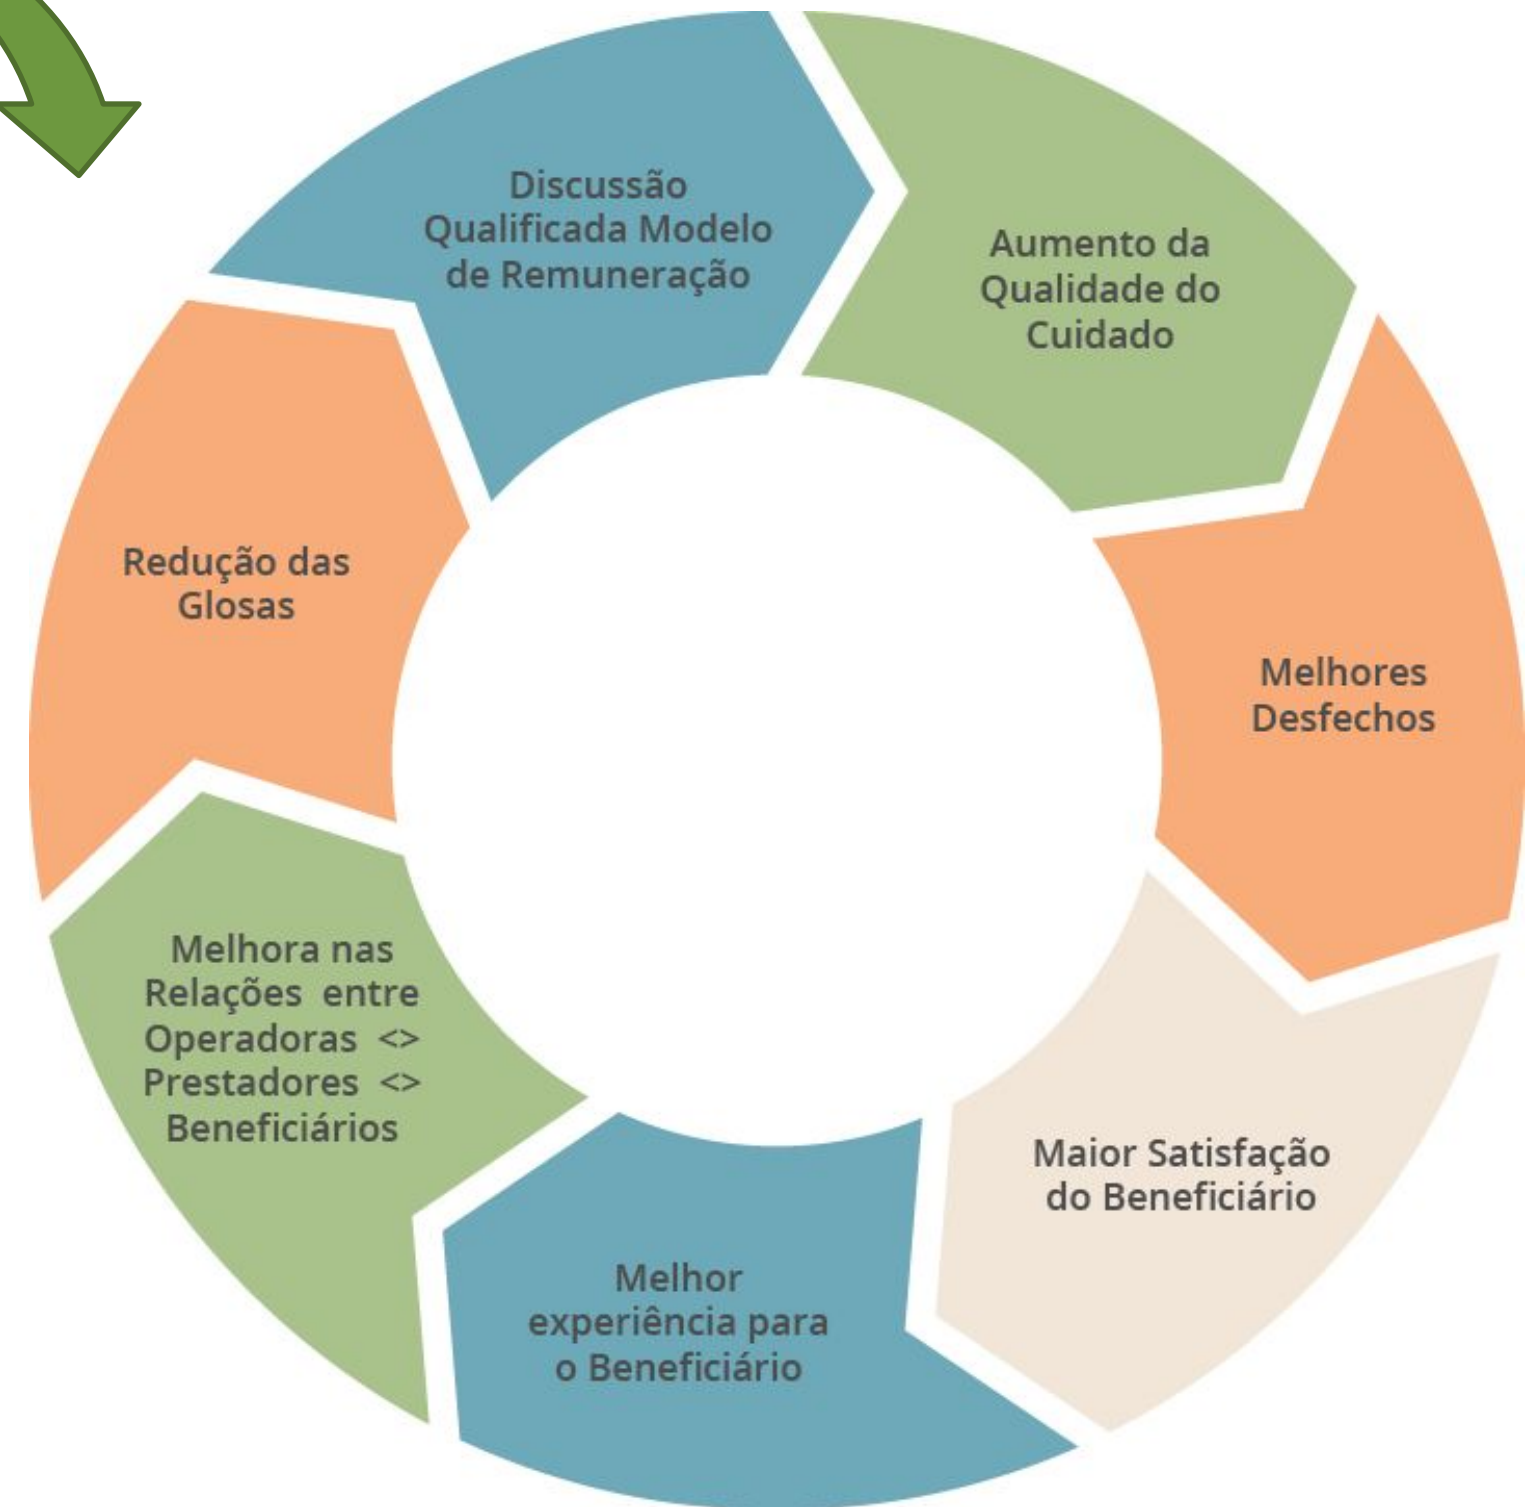 Discussão
Qualificada Modelo
de Remuneração
Aumento da
Qualidade do
Cuidado
Melhores
Desfechos
Maior Satisfação
do Beneficiário
Melhor
experiência para
o Beneficiário
Melhora nas
Relações entre
Operadoras <>
Prestadores <>
Beneficiários
Redução das
Glosas